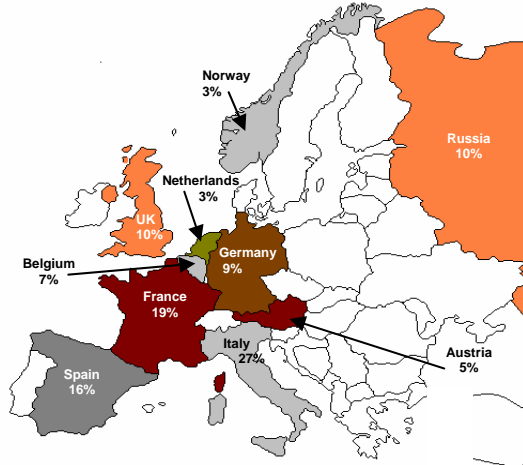 Norway
3%
Russia
10%
Netherlands
3%
UK
10%
Belgium
7%
Germany
9%
France
19%
Italy
27%
Austria
5%
Spain
16%